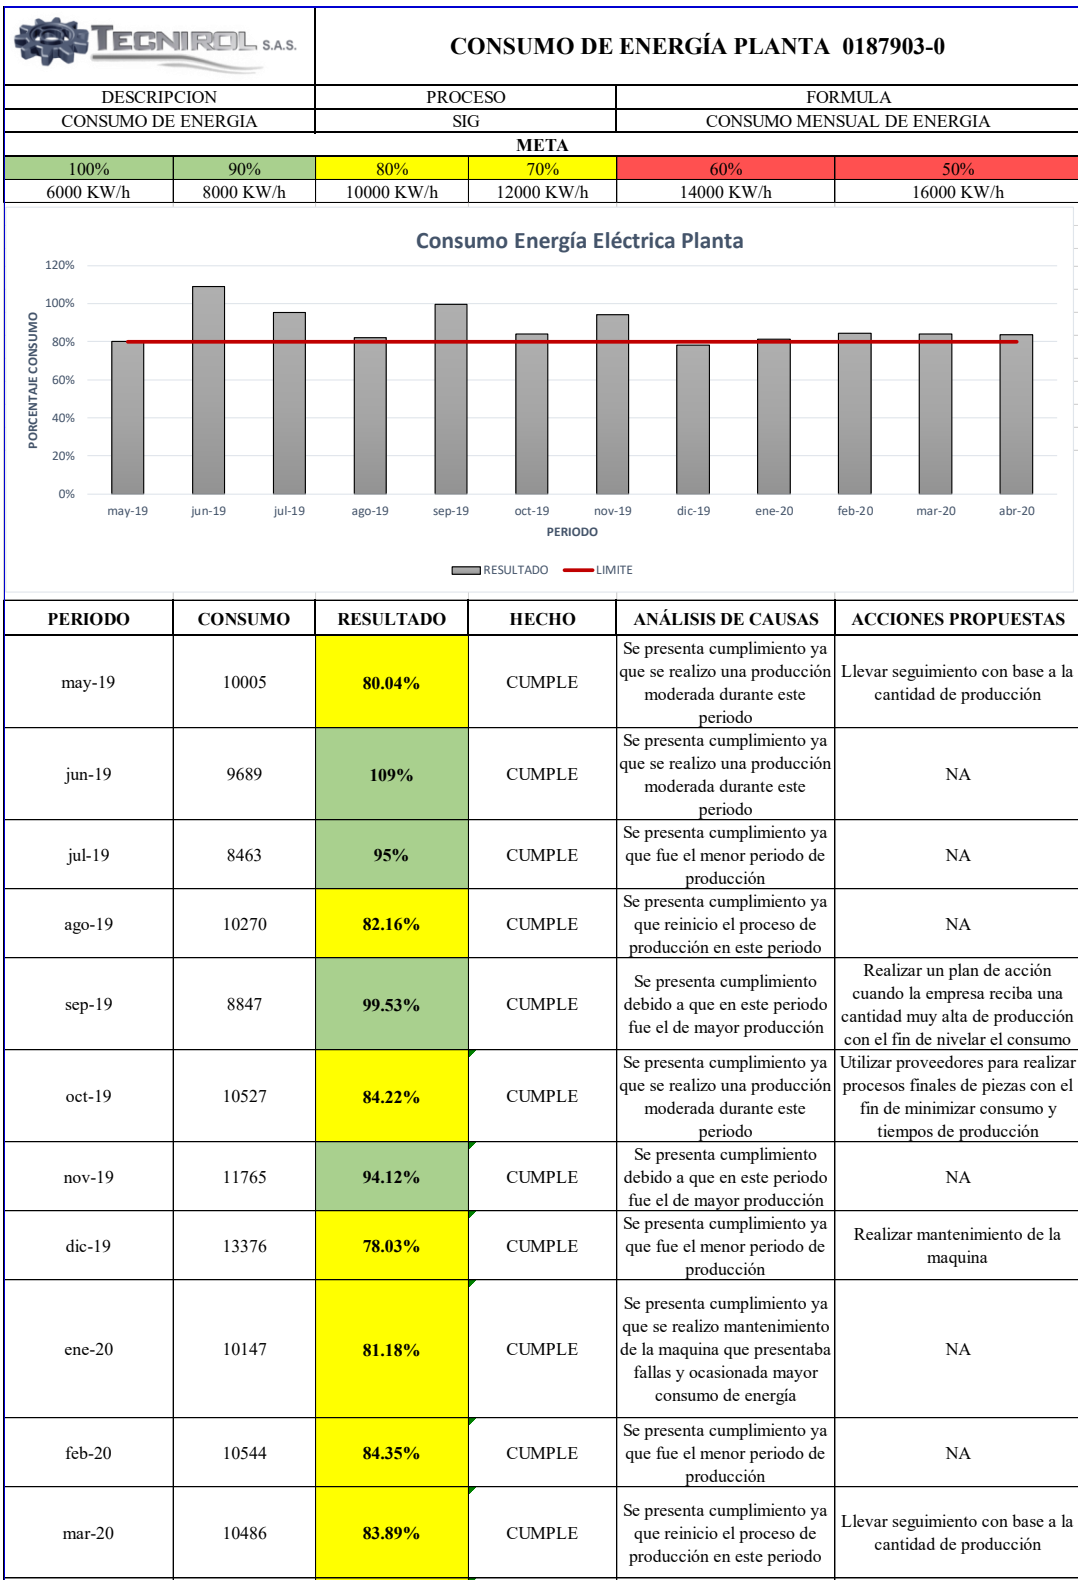 TECNIROL S.A.S.
CONSUMO DE ENERGÍA PLANTA 0187903-0
DESCRIPCION PROCESO FORMULA
CONSUMO DE ENERGIA SIG CONSUMO MENSUAL DE ENERGIA
META
100% 90% 80% 70% 60% 50%
6000 KW/h 8000 KW/h 10000 KW/h 12000 KW/h 14000 KW/h 16000 KW/h
Consumo Energía Eléctrica Planta
PORCENTAJE CONSUMO
120%
100%
80%
60%
40%
20%
0%
may-19 jun-19 jul-19 ago-19 sep-19 oct-19 nov-19 dic-19 ene-20 feb-20 mar-20 abr-20
PERIODO
RESULTADO LIMITE
PERIODO CONSUMO RESULTADO HECHO ANÁLISIS DE CAUSAS ACCIONES PROPUESTAS
may-19 10005 80.04% CUMPLE
Se presenta cumplimiento ya
que se realizo una producción
moderada durante este
periodo
Llevar seguimiento con base a la
cantidad de producción
jun-19 9689 109% CUMPLE
Se presenta cumplimiento ya
que se realizo una producción
moderada durante este
periodo
NA
jul-19 8463 95% CUMPLE
Se presenta cumplimiento ya
que fue el menor periodo de
producción
NA
ago-19 10270 82.16% CUMPLE
Se presenta cumplimiento ya
que reinicio el proceso de
producción en este periodo
NA
sep-19 8847 99.53% CUMPLE
Se presenta cumplimiento
debido a que en este periodo
fue el de mayor producción
Realizar un plan de acción
cuando la empresa reciba una
cantidad muy alta de producción
con el fin de nivelar el consumo
oct-19 10527 84.22% CUMPLE
Se presenta cumplimiento ya
que se realizo una producción
moderada durante este
periodo
Utilizar proveedores para realizar
procesos finales de piezas con el
fin de minimizar consumo y
tiempos de producción
nov-19 11765 94.12% CUMPLE
Se presenta cumplimiento
debido a que en este periodo
fue el de mayor producción
NA
dic-19 13376 78.03% CUMPLE
Se presenta cumplimiento ya
que fue el menor periodo de
producción
Realizar mantenimiento de la
maquina
ene-20 10147 81.18% CUMPLE
Se presenta cumplimiento ya
que se realizo mantenimiento
de la maquina que presentaba
fallas y ocasionada mayor
consumo de energía
NA
feb-20 10544 84.35% CUMPLE
Se presenta cumplimiento ya
que fue el menor periodo de
producción
NA
mar-20 10486 83.89% CUMPLE
Se presenta cumplimiento ya
que reinicio el proceso de
producción en este periodo
Llevar seguimiento con base a la
cantidad de producción